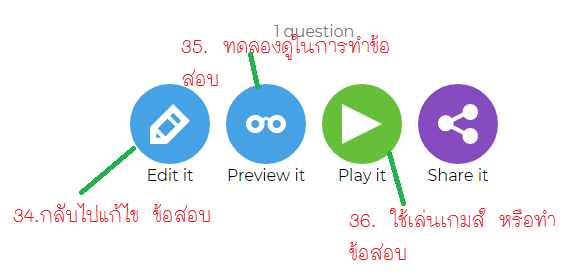 1 question
35. ทดลองดูในการทำข้อ
สอบ
Edit it
Preview it
Play it
Share it
34.กลับไปแก้ไข ข้อสอบ
36. ใช้เล่นเกมส์ หรือทำ
ข้อสอบ